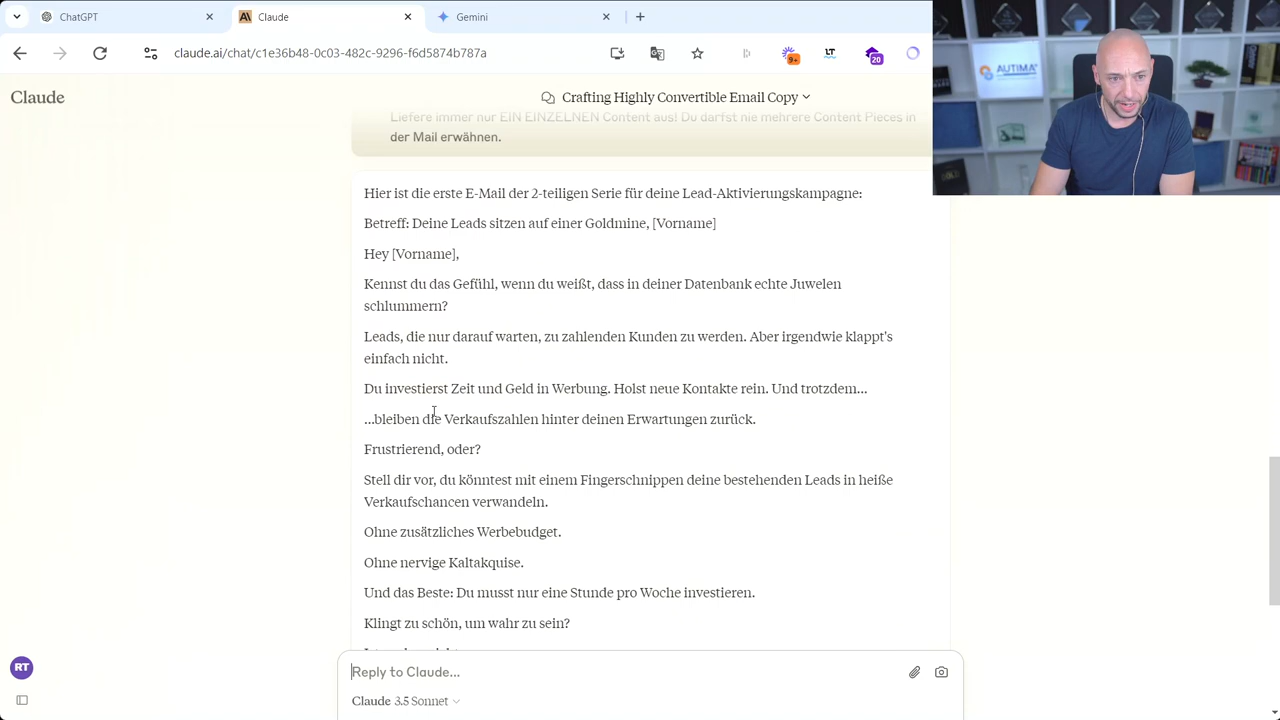 ChatGPT
Claude
Gemini
claude.ai/chat/c1e36b48-0c03-482c-9296-f6d5874b787a
9+
LT
20
AUTIMA
Claude
Crafting Highly Convertible Email Copy
Liefere immer nur EIN EINZELNEN Content aus! Du darfst nie mehrere Content Pieces in
der Mail erwähnen.
Hier ist die erste E-Mail der 2-teiligen Serie für deine Lead-Aktivierungskampagne:
Betreff: Deine Leads sitzen auf einer Goldmine, [Vorname]
Hey [Vorname],
Kennst du das Gefühl, wenn du weißt, dass in deiner Datenbank echte Juwelen
schlummern?
Leads, die nur darauf warten, zu zahlenden Kunden zu werden. Aber irgendwie klappt's
einfach nicht.
Du investierst Zeit und Geld in Werbung. Holst neue Kontakte rein. Und trotzdem...
...bleiben die Verkaufszahlen hinter deinen Erwartungen zurück.
Frustrierend, oder?
Stell dir vor, du könntest mit einem Fingerschnippen deine bestehenden Leads in heiße
Verkaufschancen verwandeln.
Ohne zusätzliches Werbebudget.
Ohne nervige Kaltakquise.
Und das Beste: Du musst nur eine Stunde pro Woche investieren.
Klingt zu schön, um wahr zu sein?
Reply to Claude...
Claude 3.5 Sonnet
RT